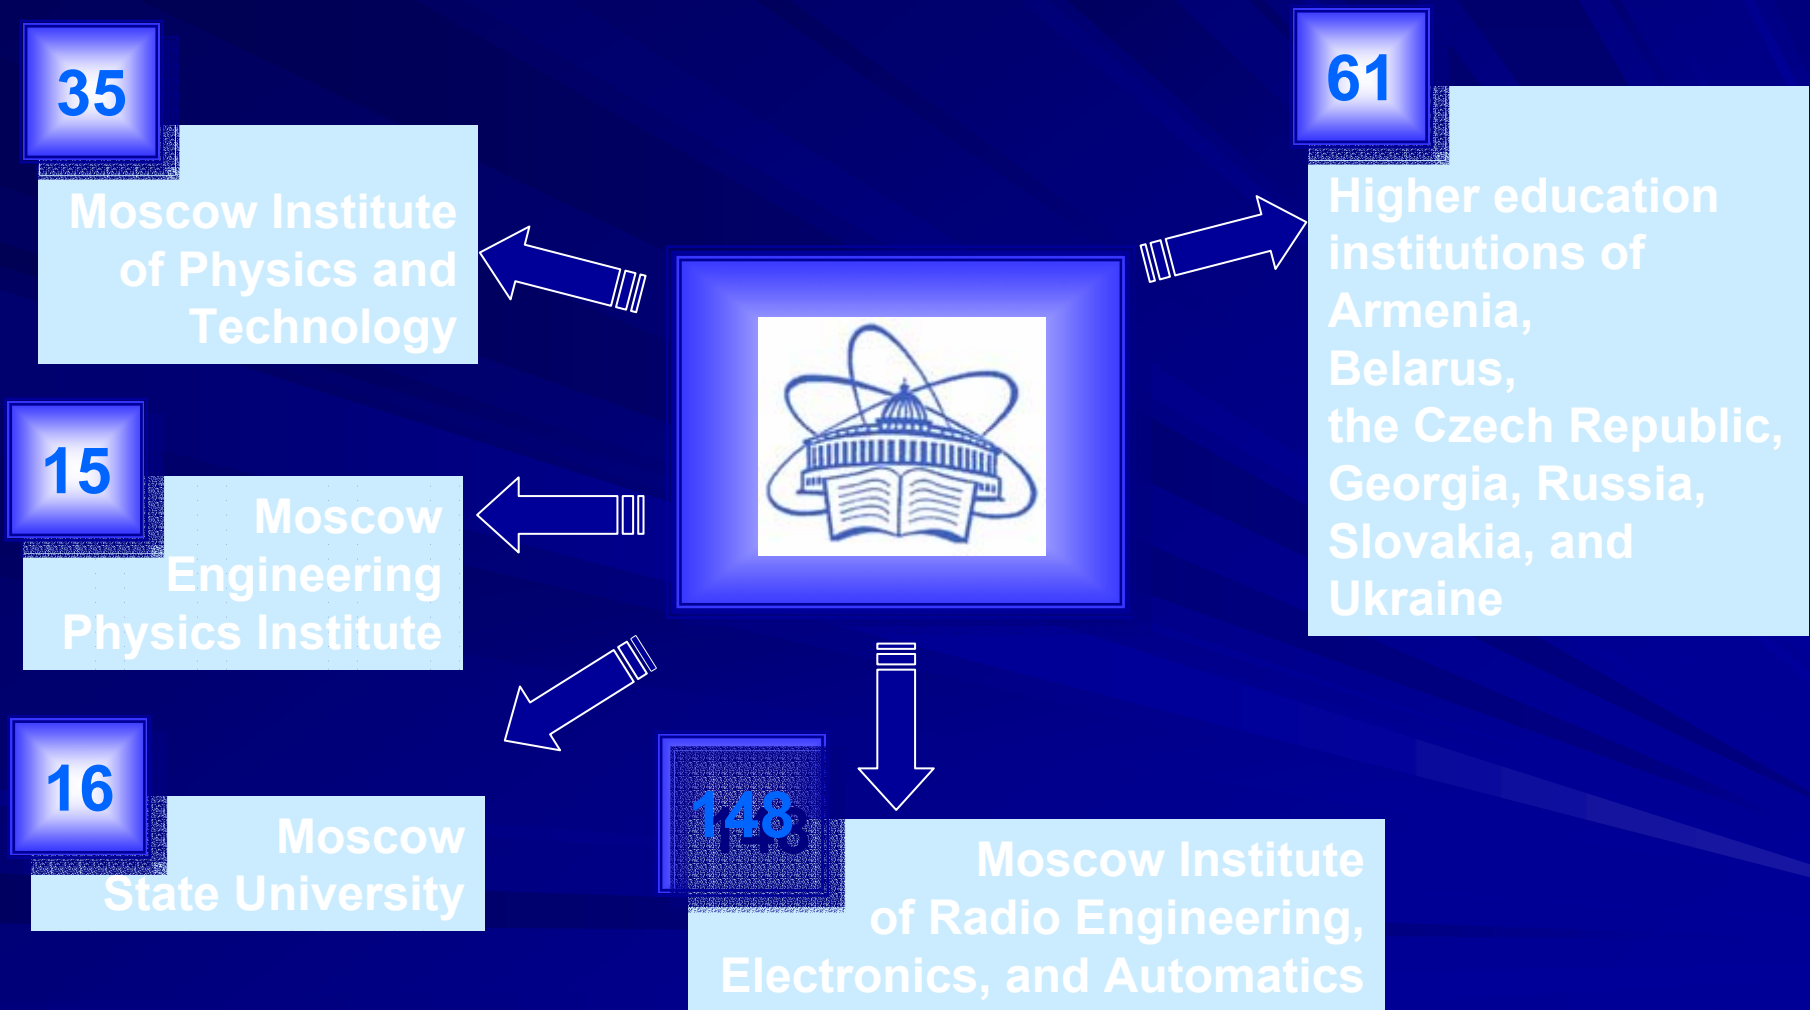 35
Moscow Institute
of Physics and
Technology
15
Moscow
Engineering
Physics Institute
16
Moscow
State University
148
Moscow Institute
of Radio Engineering,
Electronics, and Automatics
61
Higher education
institutions of
Armenia,
Belarus,
the Czech Republic,
Georgia, Russia,
Slovakia, and
Ukraine